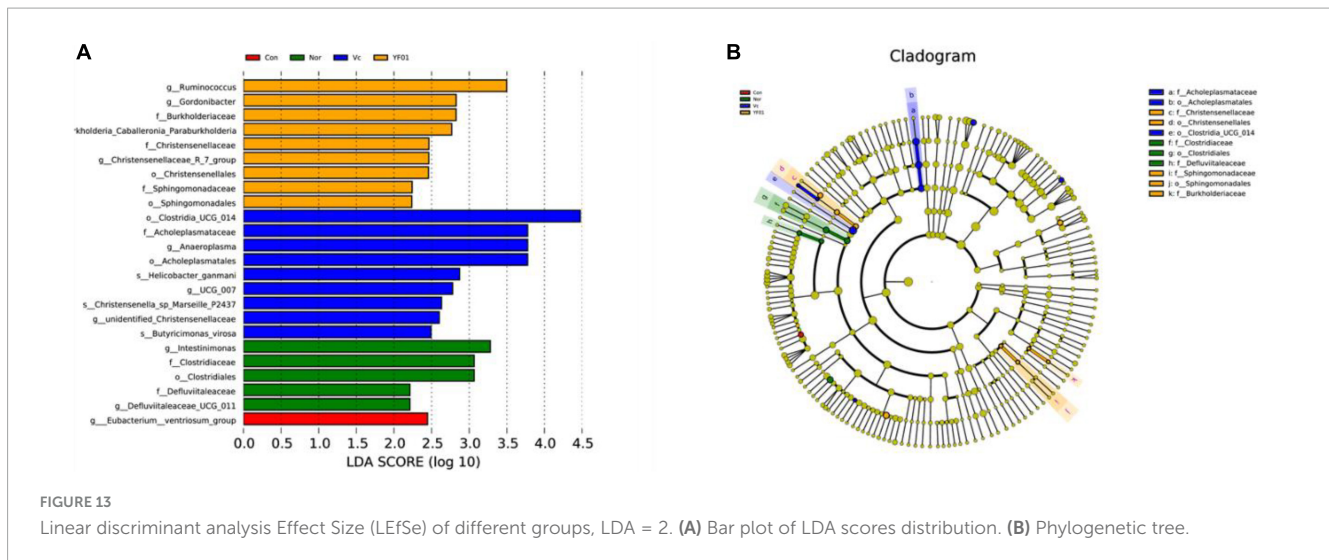 A
Con Nor Vc YF01
g__Ruminococcus
g__Gordonibacter
f__Burkholderiaceae
rkholderia_Caballeronia_Paraburkholderia
f__Christensenellaceae
g__Christensenellaceae_R_7_group
o__Christensenellales
f__Sphingomonadaceae
o__Sphingomonadales
o__Clostridia_UCG_014
f__Acholeplasmataceae
g__Anaeroplasma
o__Acholeplasmatales
s__Helicobacter_ganmani
g__UCG_007
s__Christensenella_sp_Marseille_P2437
g__unidentified_Christensenellaceae
s__Butyricimonas_virosa
g__Intestinimonas
f__Clostridiaceae
o__Clostridiales
f__Defluviitaleaceae
g__Defluviitaleaceae_UCG_011
g___Eubacterium__ventriosum_group
0.0 0.5 1.0 1.5 2.0 2.5 3.0 3.5 4.0 4.5
LDA SCORE (log 10)
B
Cladogram
Con
Nor
Vc
YF01
b
a
d
c
e
g
f
h
k
a: f__Acholeplasmataceae
b: o__Acholeplasmatales
c: f__Christensenellaceae
d: o__Christensenellales
e: o__Clostridia_UCG_014
f: f__Clostridiaceae
g: o__Clostridiales
h: f__Defluviitaleaceae
i: f__Sphingomonadaceae
j: o__Sphingomonadales
k: f__Burkholderiaceae
FIGURE 13
Linear discriminant analysis Effect Size (LEfSe) of different groups, LDA = 2. (A) Bar plot of LDA scores distribution. (B) Phylogenetic tree.